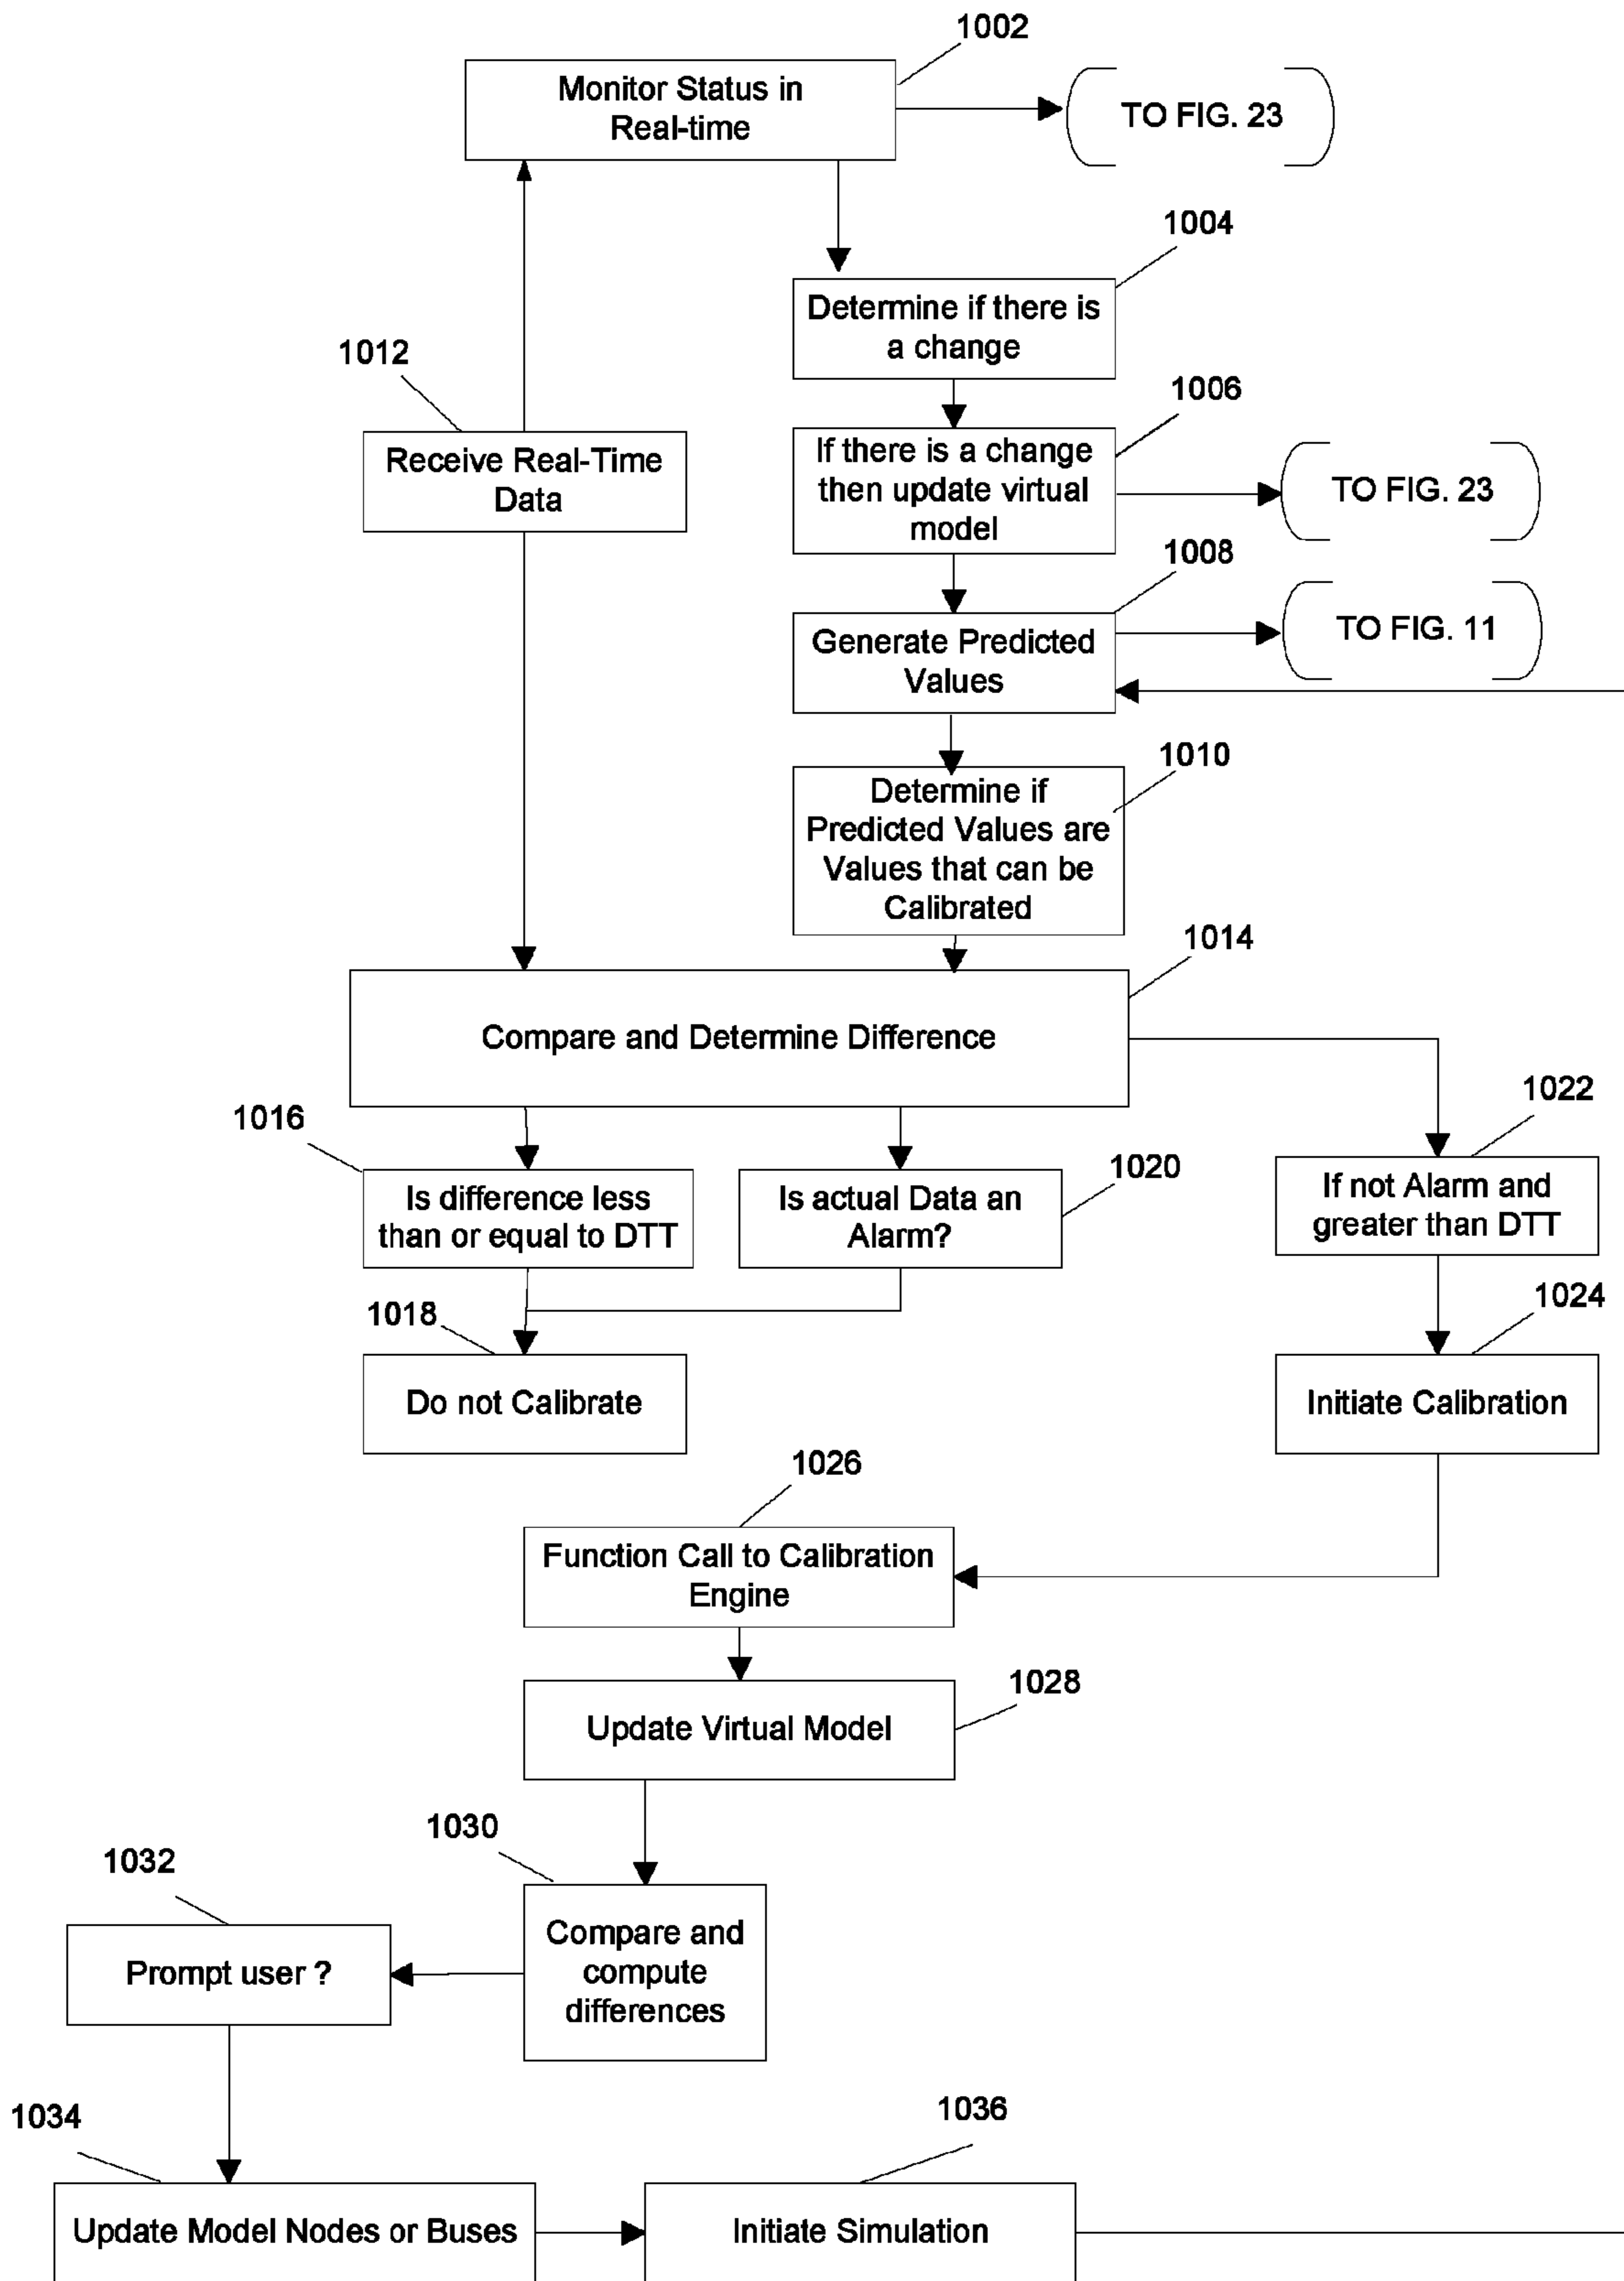 1002
Monitor Status in
Real-time
TO FIG. 23
1004
Determine if there is
a change
1012
Receive Real-Time
Data
1006
If there is a change
then update virtual
model
TO FIG. 23
1008
Generate Predicted
Values
TO FIG. 11
1010
Determine if
Predicted Values are
Values that can be
Calibrated
1014
Compare and Determine Difference
1016
Is difference less
than or equal to DTT
1020
Is actual Data an
Alarm?
1022
If not Alarm and
greater than DTT
1018
Do not Calibrate
1024
Initiate Calibration
1026
Function Call to Calibration
Engine
1028
Update Virtual Model
1030
Compare and
compute
differences
1032
Prompt user ?
1034
Update Model Nodes or Buses
1036
Initiate Simulation